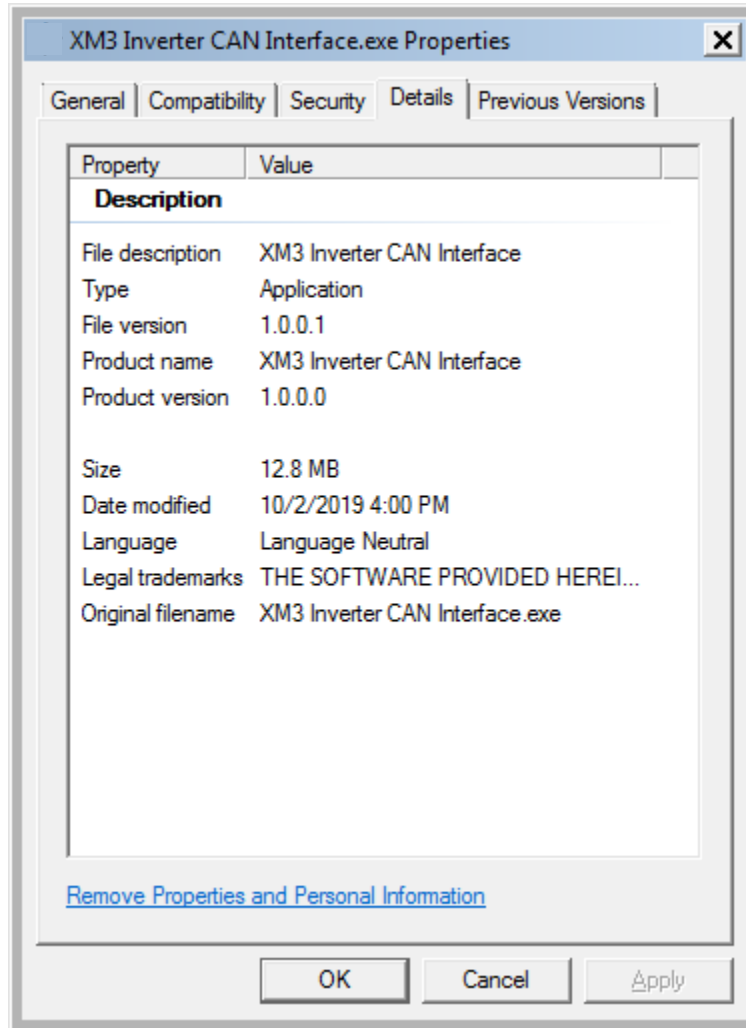 XM3 Inverter CAN Interface.exe Properties
General Compatibility Security Details Previous Versions
Property Value
Description
File description XM3 Inverter CAN Interface
Type Application
File version 1.0.0.1
Product name XM3 Inverter CAN Interface
Product version 1.0.0.0
Size 12.8 MB
Date modified 10/2/2019 4:00 PM
Language Language Neutral
Legal trademarks THE SOFTWARE PROVIDED HEREI...
Original filename XM3 Inverter CAN Interface.exe
Remove Properties and Personal Information
OK Cancel Apply